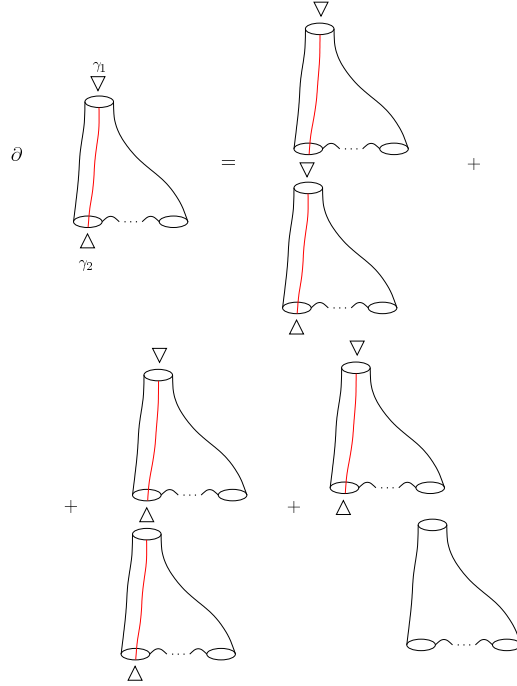 γ₁
∂
=
+
γ₂
+
+